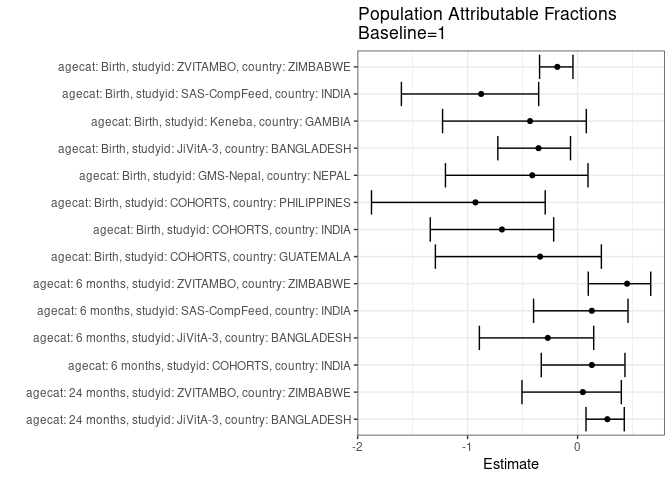 Population Attributable Fractions
Baseline=1
agecat: Birth, studyid: ZVITAMBO, country: ZIMBABWE
agecat: Birth, studyid: SAS-CompFeed, country: INDIA
agecat: Birth, studyid: Keneba, country: GAMBIA
agecat: Birth, studyid: JiVitA-3, country: BANGLADESH
agecat: Birth, studyid: GMS-Nepal, country: NEPAL
agecat: Birth, studyid: COHORTS, country: PHILIPPINES
agecat: Birth, studyid: COHORTS, country: INDIA
agecat: Birth, studyid: COHORTS, country: GUATEMALA
agecat: 6 months, studyid: ZVITAMBO, country: ZIMBABWE
agecat: 6 months, studyid: SAS-CompFeed, country: INDIA
agecat: 6 months, studyid: JiVitA-3, country: BANGLADESH
agecat: 6 months, studyid: COHORTS, country: INDIA
agecat: 24 months, studyid: ZVITAMBO, country: ZIMBABWE
agecat: 24 months, studyid: JiVitA-3, country: BANGLADESH
-2 -1 0
Estimate